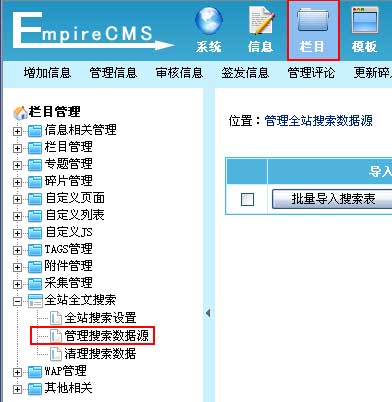 EmpireCMS
系统 信息 栏目 模板
增加信息 管理信息 审核信息 签发信息 管理评论 更新碎
栏目管理
信息相关管理
栏目管理
专题管理
碎片管理
自定义页面
自定义列表
自定义JS
TAGS管理
附件管理
采集管理
全站全文搜索
全站搜索设置
管理搜索数据源
清理搜索数据
WAP管理
其他相关
位置：管理全站搜索数据源
导入
批量导入搜索表